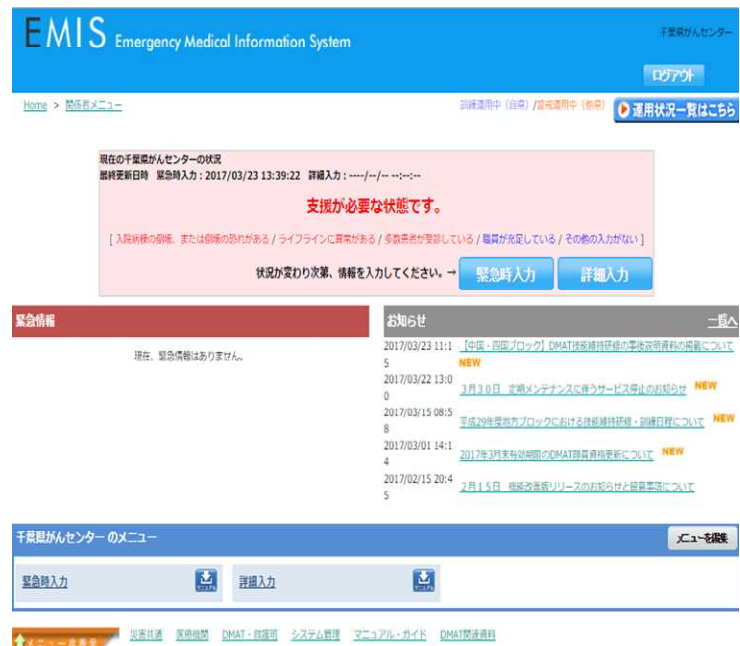 EMIS Emergency Medical Information System
千葉県がんセンター
ログアウト
Home > 関係者メニュー
訓練運用中（自県）/警戒運用中（他県）
運用状況一覧はこちら
現在の千葉県がんセンターの状況
最終更新日時 緊急時入力：2017/03/23 13:39:22 詳細入力：----/--/-- --:--:--
支援が必要な状態です。
[ 入院病棟の倒壊、または倒壊の恐れがある / ライフラインに異常がある / 多数患者が受診している / 職員が充足している / その他の入力がない ]
状況が変わり次第、情報を入力してください。→ 緊急時入力 詳細入力
緊急情報
現在、緊急情報はありません。
お知らせ 一覧へ
2017/03/23 11:15 【中国・四国ブロック】DMAT技能維持研修の事後説明資料の掲載について NEW
2017/03/22 13:00 3月30日 定期メンテナンスに伴うサービス停止のお知らせ NEW
2017/03/15 08:58 平成29年度地方ブロックにおける技能維持研修・訓練日程について NEW
2017/03/01 14:14 2017年3月末有効期限のDMAT隊員資格更新について NEW
2017/02/15 20:45 2月15日 機能改善版リリースのお知らせと留意事項について
千葉県がんセンター のメニュー
メニューを編集
緊急時入力 マニュアル 詳細入力 マニュアル
災害共通 医療機関 DMAT・救護班 システム管理 マニュアル・ガイド DMAT関連資料